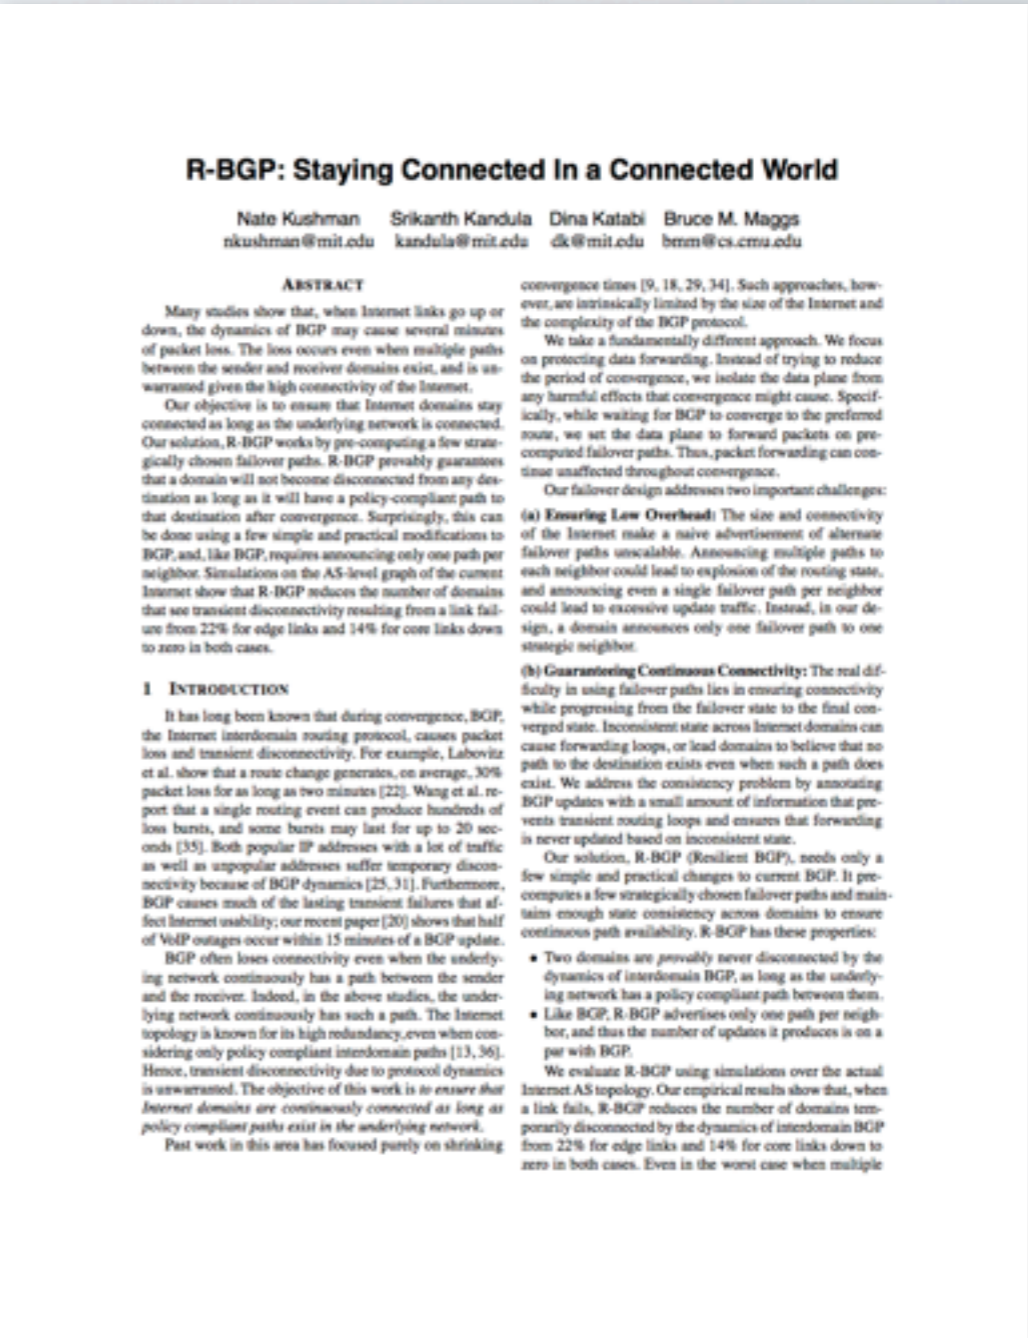 R-BGP: Staying Connected In a Connected World
Nate Kushman Srikanth Kandula Dina Katabi Bruce M. Maggs
nkushman@mit.edu kandula@mit.edu dk@mit.edu bmm@cs.cmu.edu
ABSTRACT
Many studies show that, when Internet links go up or
down, the dynamics of BGP may cause several minutes
of packet loss. The loss occurs even when multiple paths
between the sender and receiver domains exist, and is un-
warranted given the high connectivity of the Internet.
Our objective is to ensure that Internet domains stay
connected as long as the underlying network is connected.
Our solution, R-BGP works by pre-computing a few strate-
gically chosen failover paths. R-BGP provably guarantees
that a domain will not become disconnected from any des-
tination as long as it will have a policy-compliant path to
that destination after convergence. Surprisingly, this can
be done using a few simple and practical modifications to
BGP, and, like BGP, requires announcing only one path per
neighbor. Simulations on the AS-level graph of the current
Internet show that R-BGP reduces the number of domains
that see transient disconnectivity resulting from a link fail-
ure from 22% for edge links and 14% for core links down
to zero in both cases.
1 INTRODUCTION
It has long been known that during convergence, BGP,
the Internet interdomain routing protocol, causes packet
loss and transient disconnectivity. For example, Labovitz
et al. show that a route change generates, on average, 30%
packet loss for as long as two minutes [22]. Wang et al. re-
port that a single routing event can produce hundreds of
loss bursts, and some bursts may last for up to 20 sec-
onds [35]. Both popular IP addresses with a lot of traffic
as well as unpopular addresses suffer temporary discon-
nectivity because of BGP dynamics [25, 31]. Furthermore,
BGP causes much of the lasting transient failures that af-
fect Internet usability; our recent paper [20] shows that half
of VoIP outages occur within 15 minutes of a BGP update.
BGP often loses connectivity even when the underly-
ing network continuously has a path between the sender
and the receiver. Indeed, in the above studies, the under-
lying network continuously has such a path. The Internet
topology is known for its high redundancy, even when con-
sidering only policy compliant interdomain paths [13, 36].
Hence, transient disconnectivity due to protocol dynamics
is unwarranted. The objective of this work is to ensure that
Internet domains are continuously connected as long as
policy compliant paths exist in the underlying network.
Past work in this area has focused purely on shrinking
convergence times [9, 18, 29, 34]. Such approaches, how-
ever, are intrinsically limited by the size of the Internet and
the complexity of the BGP protocol.
We take a fundamentally different approach. We focus
on protecting data forwarding. Instead of trying to reduce
the period of convergence, we isolate the data plane from
any harmful effects that convergence might cause. Specif-
ically, while waiting for BGP to converge to the preferred
route, we set the data plane to forward packets on pre-
computed failover paths. Thus, packet forwarding can con-
tinue unaffected throughout convergence.
Our failover design addresses two important challenges:
(a) Ensuring Low Overhead: The size and connectivity
of the Internet make a naive advertisement of alternate
failover paths unscalable. Announcing multiple paths to
each neighbor could lead to explosion of the routing state,
and announcing even a single failover path per neighbor
could lead to excessive update traffic. Instead, in our de-
sign, a domain announces only one failover path to one
strategic neighbor.
(b) Guaranteeing Continuous Connectivity: The real dif-
ficulty in using failover paths lies in ensuring connectivity
while progressing from the failover state to the final con-
verged state. Inconsistent state across Internet domains can
cause forwarding loops, or lead domains to believe that no
path to the destination exists even when such a path does
exist. We address the consistency problem by annotating
BGP updates with a small amount of information that pre-
vents transient routing loops and ensures that forwarding
is never updated based on inconsistent state.
Our solution, R-BGP (Resilient BGP), needs only a
few simple and practical changes to current BGP. It pre-
computes a few strategically chosen failover paths and main-
tains enough state consistency across domains to ensure
continuous path availability. R-BGP has these properties:
• Two domains are provably never disconnected by the
dynamics of interdomain BGP, as long as the underly-
ing network has a policy compliant path between them.
• Like BGP, R-BGP advertises only one path per neigh-
bor, and thus the number of updates it produces is on a
par with BGP.
We evaluate R-BGP using simulations over the actual
Internet AS topology. Our empirical results show that, when
a link fails, R-BGP reduces the number of domains tem-
porarily disconnected by the dynamics of interdomain BGP
from 22% for edge links and 14% for core links down to
zero in both cases. Even in the worst case when multiple